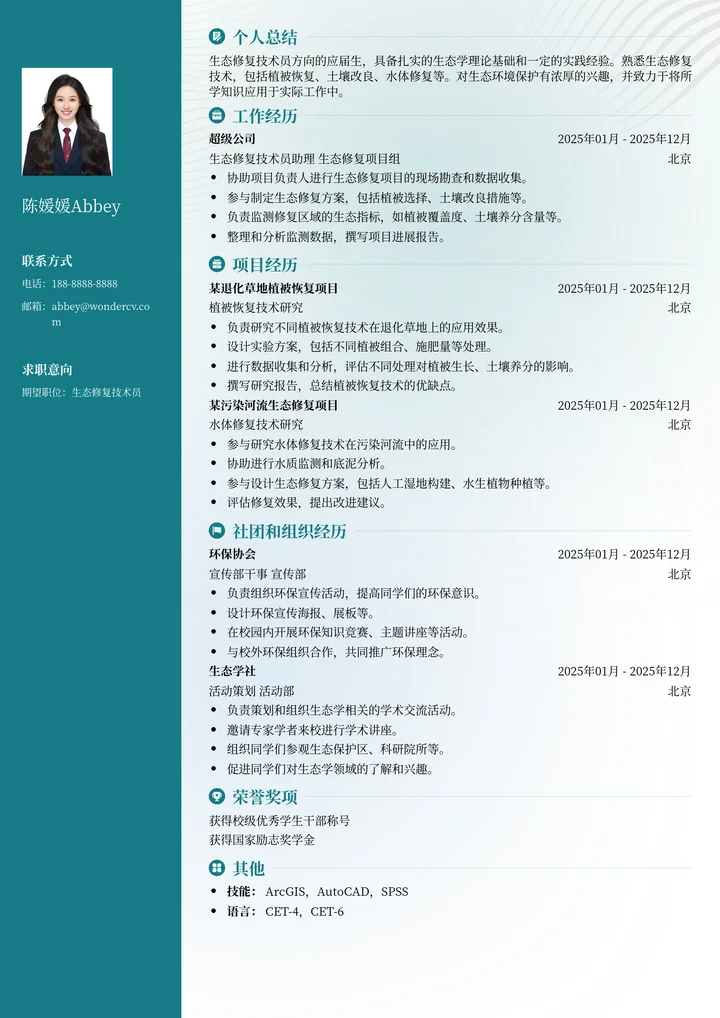 陈媛媛Abbey
联系方式
电话：188-8888-8888
邮箱：abbey@wondercv.co
m
求职意向
期望职位：生态修复技术员
个人总结
生态修复技术员方向的应届生，具备扎实的生态学理论基础和一定的实践经验。熟悉生态修复
技术，包括植被恢复、土壤改良、水体修复等。对生态环境保护有浓厚的兴趣，并致力于将所
学知识应用于实际工作中。
工作经历
超级公司 2025年01月 - 2025年12月
生态修复技术员助理 生态修复项目组 北京
• 协助项目负责人进行生态修复项目的现场勘查和数据收集。
• 参与制定生态修复方案，包括植被选择、土壤改良措施等。
• 负责监测修复区域的生态指标，如植被覆盖度、土壤养分含量等。
• 整理和分析监测数据，撰写项目进展报告。
项目经历
某退化草地植被恢复项目 2025年01月 - 2025年12月
植被恢复技术研究 北京
• 负责研究不同植被恢复技术在退化草地上的应用效果。
• 设计实验方案，包括不同植被组合、施肥量等处理。
• 进行数据收集和分析，评估不同处理对植被生长、土壤养分的影响。
• 撰写研究报告，总结植被恢复技术的优缺点。
某污染河流生态修复项目 2025年01月 - 2025年12月
水体修复技术研究 北京
• 参与研究水体修复技术在污染河流中的应用。
• 协助进行水质监测和底泥分析。
• 参与设计生态修复方案，包括人工湿地构建、水生植物种植等。
• 评估修复效果，提出改进建议。
社团和组织经历
环保协会 2025年01月 - 2025年12月
宣传部干事 宣传部 北京
• 负责组织环保宣传活动，提高同学们的环保意识。
• 设计环保宣传海报、展板等。
• 在校园内开展环保知识竞赛、主题讲座等活动。
• 与校外环保组织合作，共同推广环保理念。
生态学社 2025年01月 - 2025年12月
活动策划 活动部 北京
• 负责策划和组织生态学相关的学术交流活动。
• 邀请专家学者来校进行学术讲座。
• 组织同学们参观生态保护区、科研院所等。
• 促进同学们对生态学领域的了解和兴趣。
荣誉奖项
获得校级优秀学生干部称号
获得国家励志奖学金
其他
• 技能： ArcGIS，AutoCAD，SPSS
• 语言： CET-4，CET-6